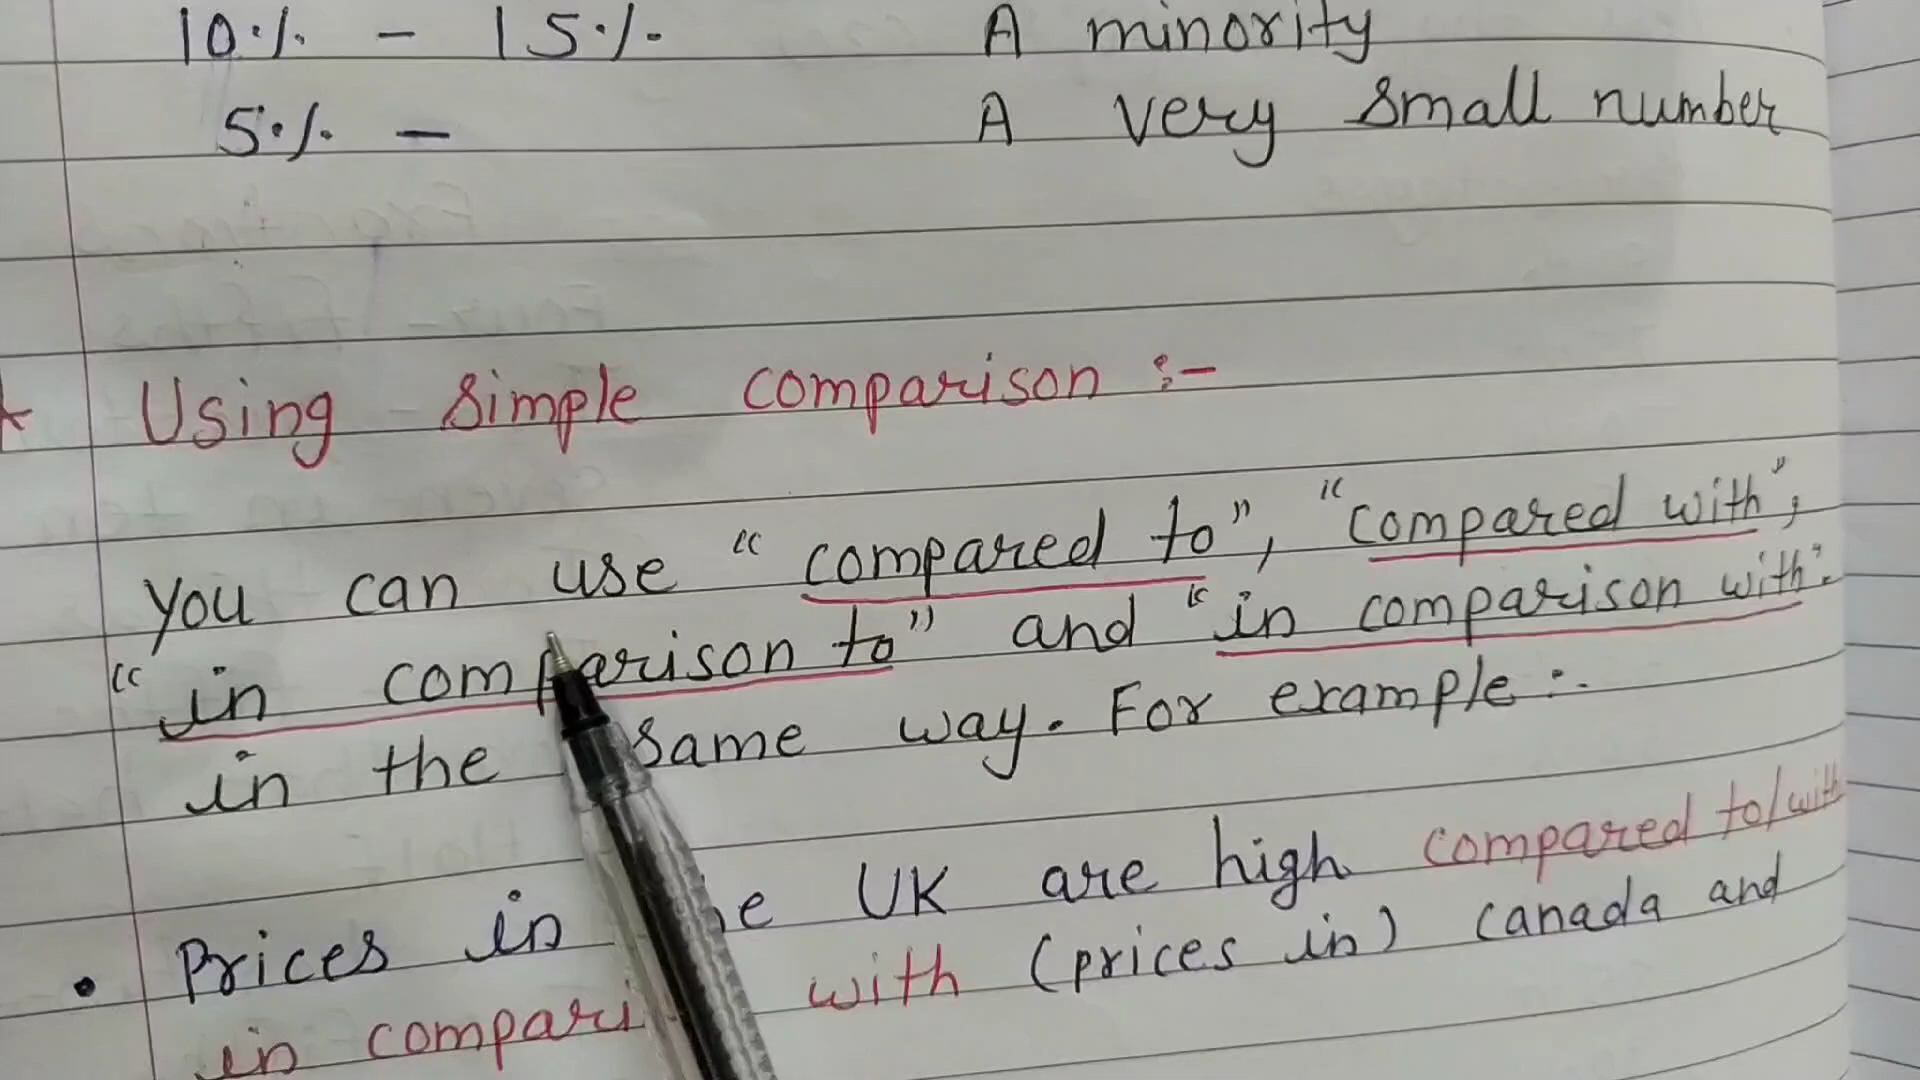 10% - 15% A minority
5% - A very small number
Using simple comparison :-
You can use "compared to", "compared with",
"in comparison to" and "in comparison with".
in the same way. For example :-
• Prices in UK are high compared to/with
in with (prices in) Canada and